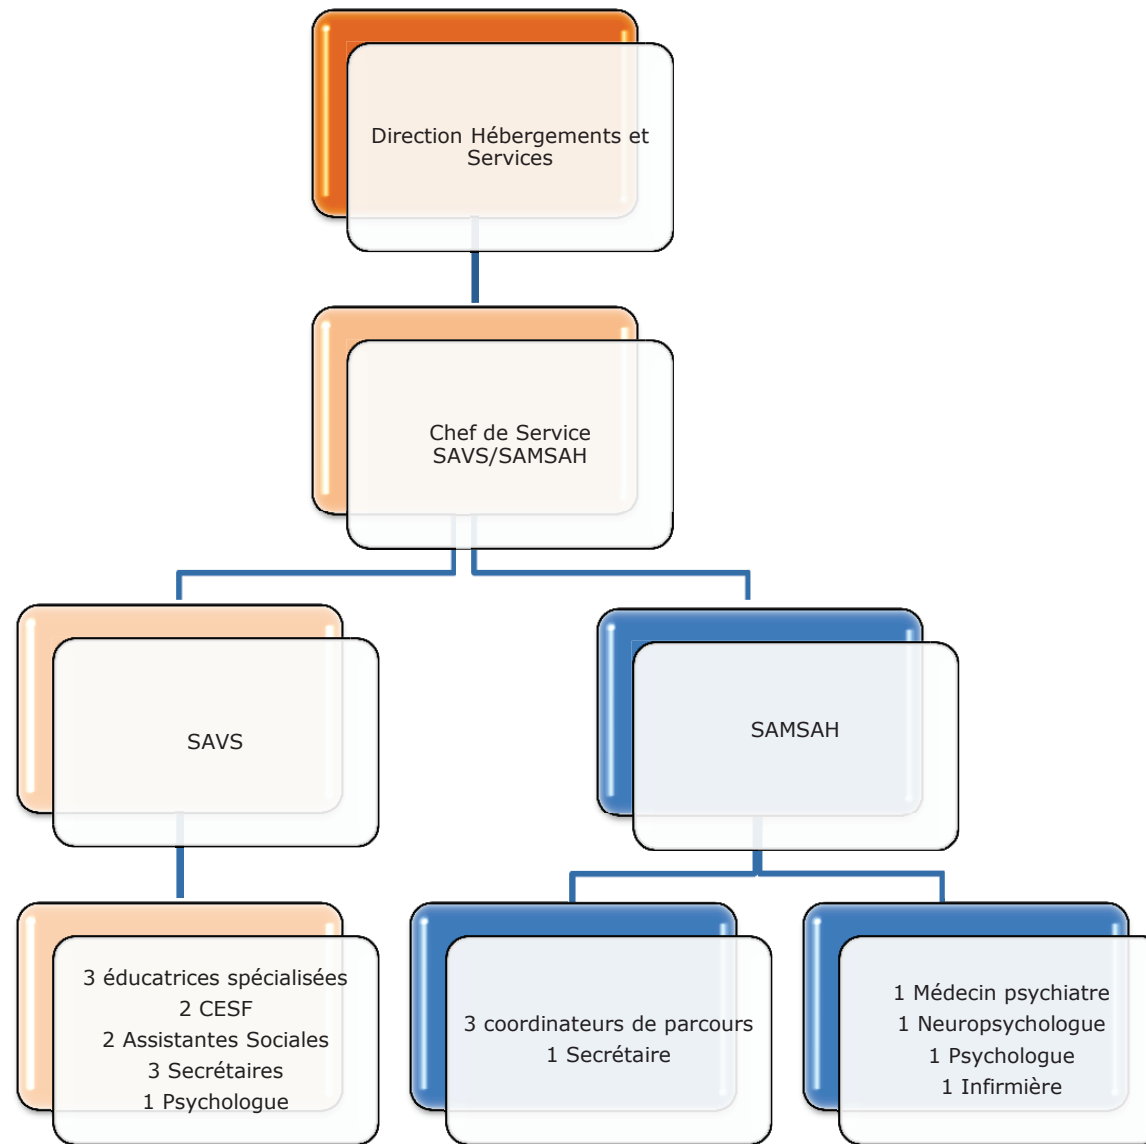 Direction Hébergements et
Services
Chef de Service
SAVS/SAMSAH
SAVS
SAMSAH
3 éducatrices spécialisées
2 CESF
2 Assistantes Sociales
3 Secrétaires
1 Psychologue
3 coordinateurs de parcours
1 Secrétaire
1 Médecin psychiatre
1 Neuropsychologue
1 Psychologue
1 Infirmière